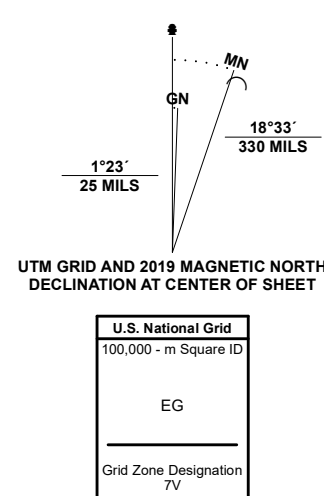 MN
GN
18°33´
330 MILS
1°23´
25 MILS
UTM GRID AND 2019 MAGNETIC NORTH
DECLINATION AT CENTER OF SHEET
U.S. National Grid
100,000 - m Square ID
EG
Grid Zone Designation
7V